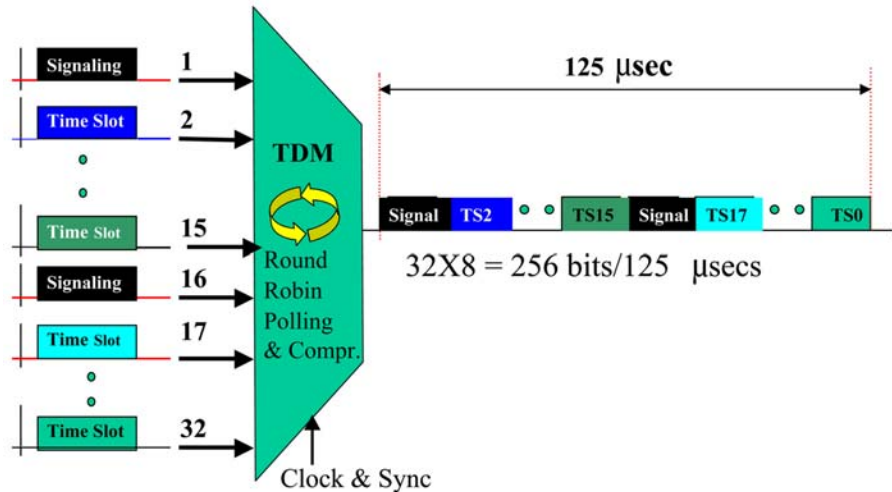 Signaling 1
Time Slot 2
Time Slot 15
Signaling 16
Time Slot 17
Time Slot 32
TDM
Round
Robin
Polling
& Compr.
Clock & Sync
125 μsec
Signal TS2 TS15 Signal TS17 TS0
32X8 = 256 bits/125 μsecs